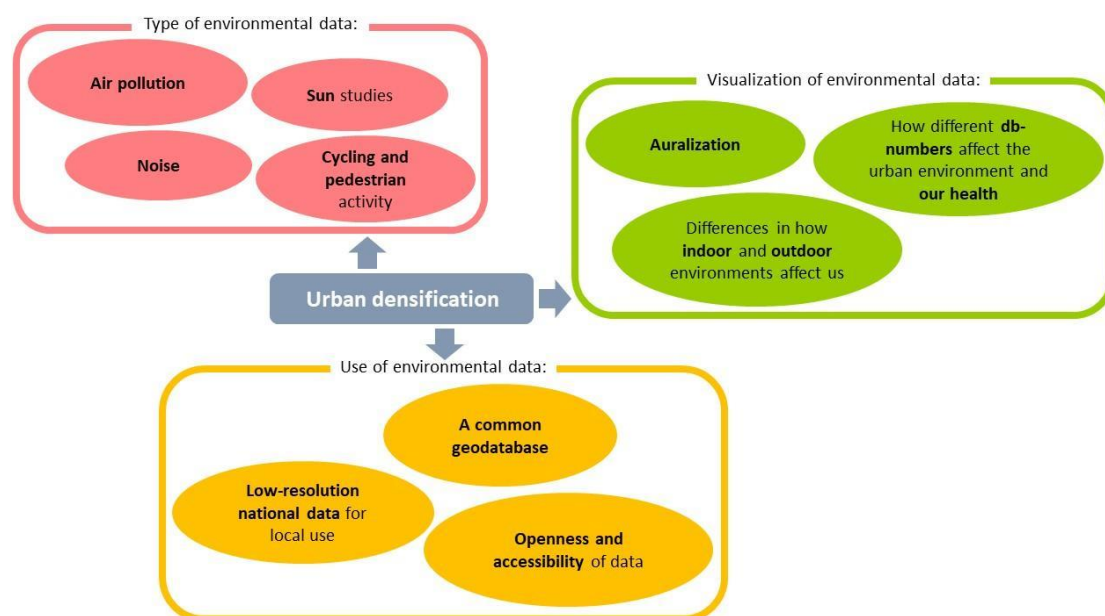 Type of environmental data:
Air pollution
Sun studies
Noise
Cycling and
pedestrian
activity
Visualization of environmental data:
Auralization
How different db-
numbers affect the
urban environment and
our health
Differences in how
indoor and outdoor
environments affect us
Urban densification
Use of environmental data:
A common
geodatabase
Low-resolution
national data for
local use
Openness and
accessibility of data